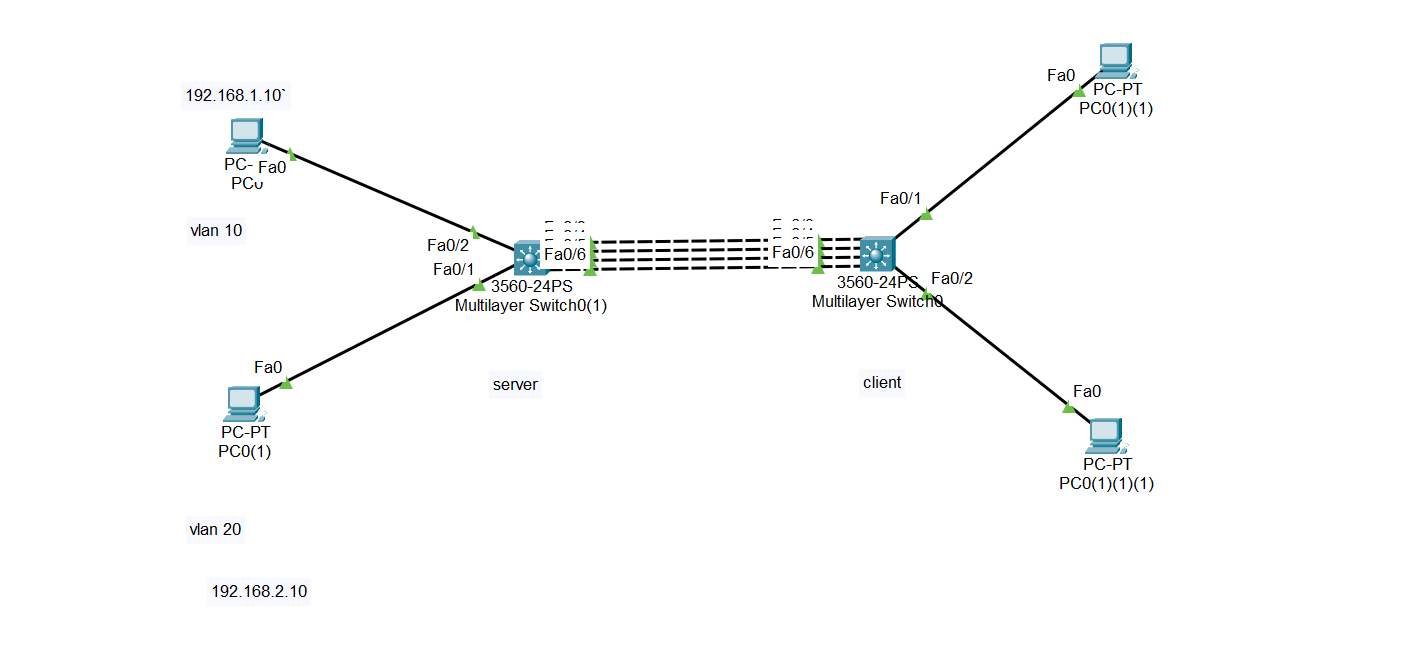 192.168.1.10`
PC-
Fa0
vlan 10
Fa0/2
Fa0/1
Fa0/6
3560-24PS
Multilayer Switch0(1)
Fa0
PC-PT
PC0(1)
vlan 20
192.168.2.10
server
Fa0/6
3560-24PS
Multilayer Switch0
client
Fa0/1
Fa0/2
Fa0
PC-PT
PC0(1)(1)
Fa0
PC-PT
PC0(1)(1)(1)